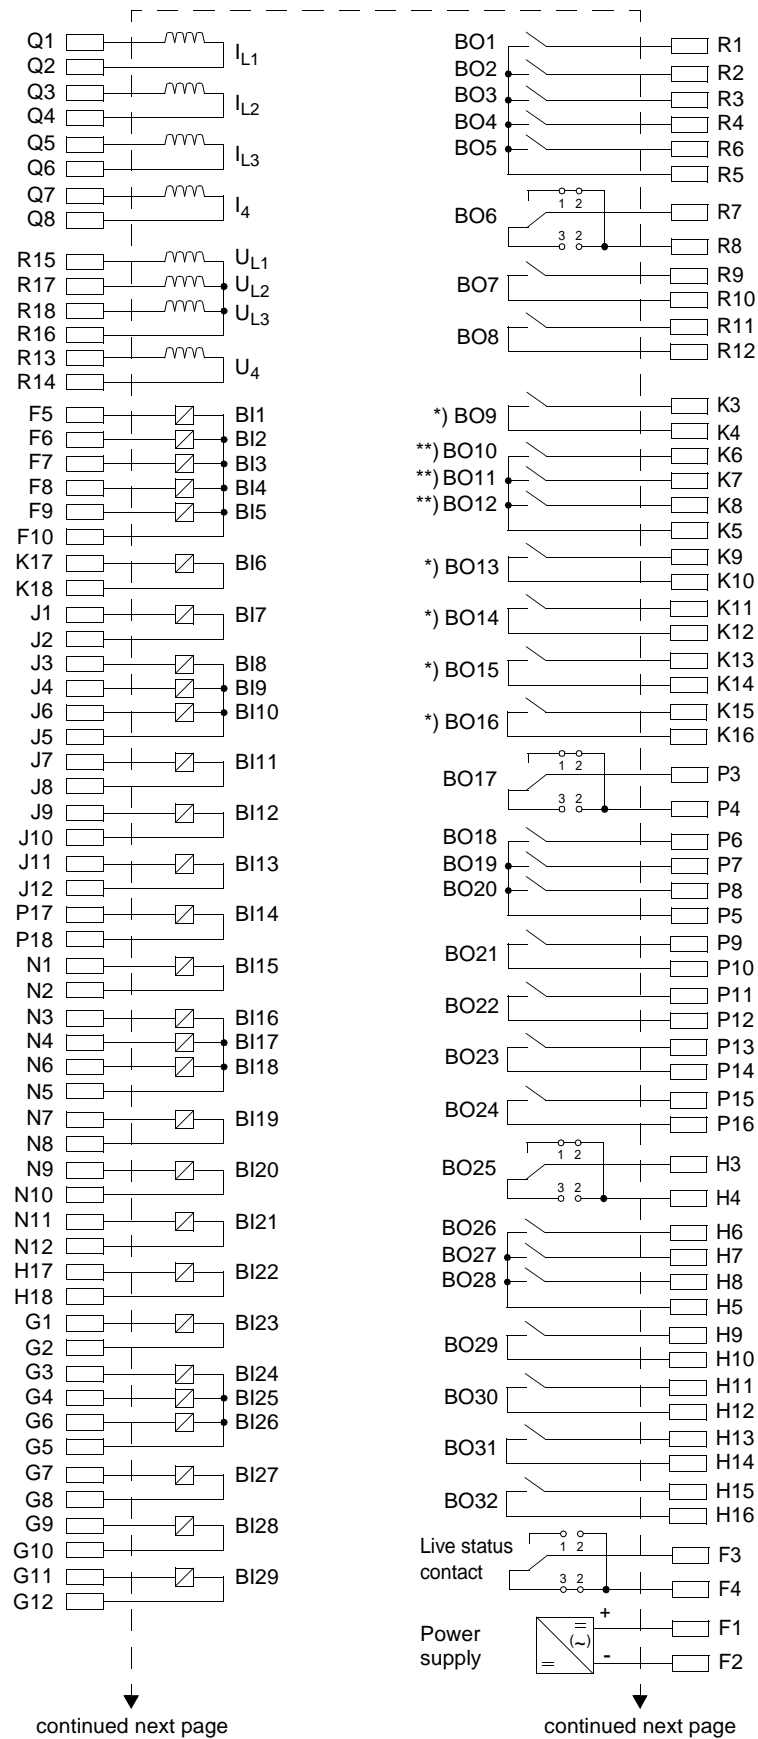 Q1
Q2
I L1
Q3
Q4
I L2
Q5
Q6
I L3
Q7
Q8
I 4
R15
U L1
R17
U L2
R18
U L3
R16
R13
R14
U 4
F5 BI1
F6 BI2
F7 BI3
F8 BI4
F9 BI5
F10
K17 BI6
K18
J1 BI7
J2
J3 BI8
J4 BI9
J6 BI10
J5
J7 BI11
J8
J9 BI12
J10
J11 BI13
J12
P17 BI14
P18
N1 BI15
N2
N3 BI16
N4 BI17
N6 BI18
N5
N7 BI19
N8
N9 BI20
N10
N11 BI21
N12
H17 BI22
H18
G1 BI23
G2
G3 BI24
G4 BI25
G6 BI26
G5
G7 BI27
G8
G9 BI28
G10
G11 BI29
G12
continued next page
BO1 R1
BO2 R2
BO3 R3
BO4 R4
BO5 R6
R5
1 2
BO6 R7
3 2
R8
BO7 R9
R10
BO8 R11
R12
*) BO9 K3
K4
**) BO10 K6
**) BO11 K7
**) BO12 K8
K5
*) BO13 K9
K10
*) BO14 K11
K12
*) BO15 K13
K14
*) BO16 K15
K16
1 2
BO17 P3
3 2
P4
BO18 P6
BO19 P7
BO20 P8
P5
BO21 P9
P10
BO22 P11
P12
BO23 P13
P14
BO24 P15
P16
1 2
BO25 H3
3 2
H4
BO26 H6
BO27 H7
BO28 H8
H5
BO29 H9
H10
BO30 H11
H12
BO31 H13
H14
BO32 H15
H16
Live status
contact
1 2
F3
3 2
F4
Power
supply
(~)
+ F1
- F2
continued next page